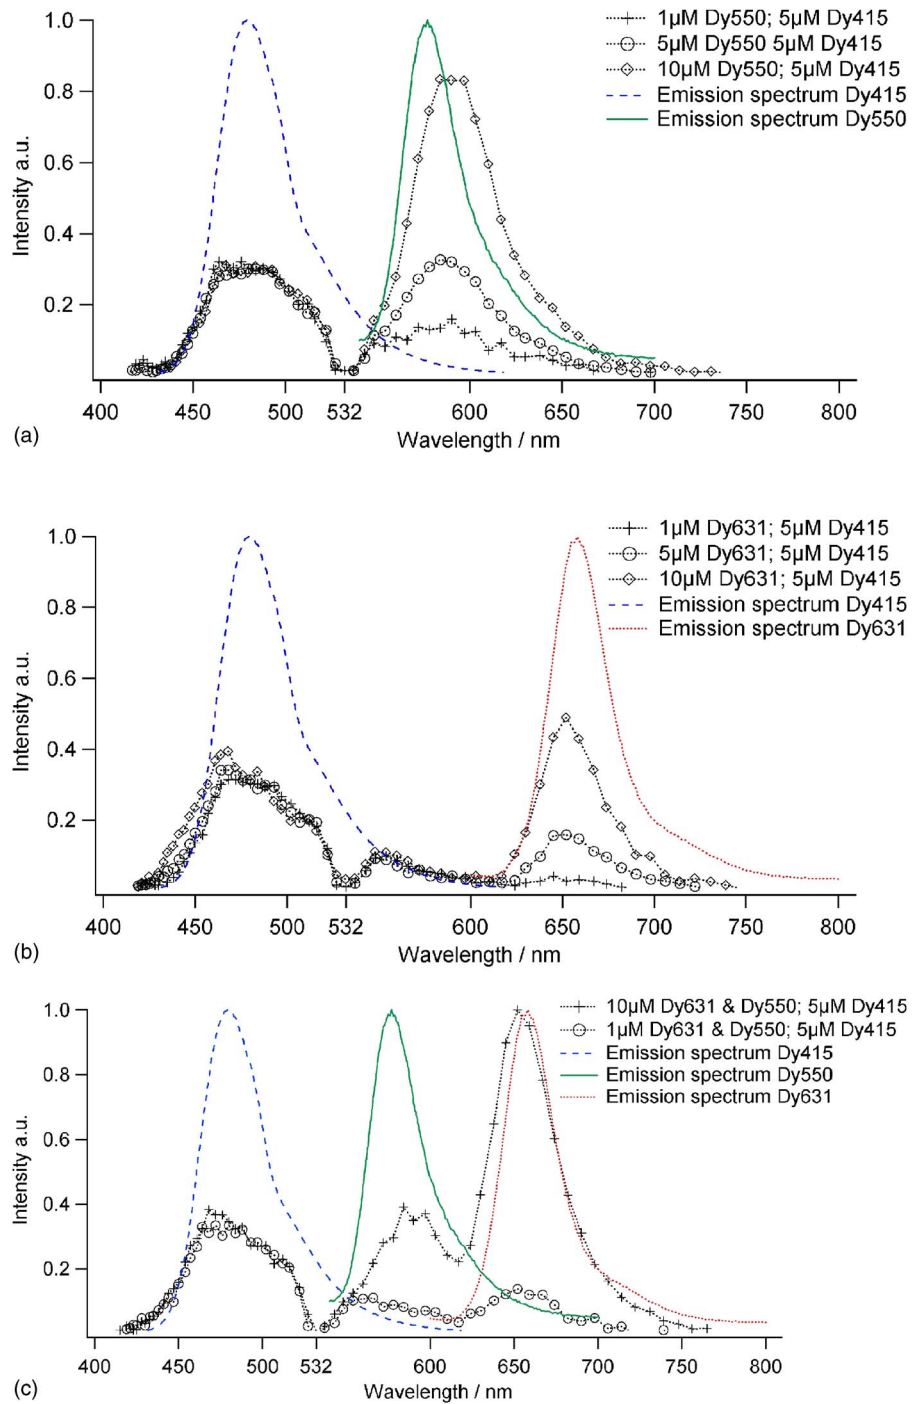 1.0
0.8
0.6
0.4
0.2
Intensity a.u.
1µM Dy550; 5µM Dy415
5µM Dy550 5µM Dy415
10µM Dy550; 5µM Dy415
Emission spectrum Dy415
Emission spectrum Dy550
400 450 500 532 600 650 700 750 800
(a)
Wavelength / nm
1.0
0.8
0.6
0.4
0.2
Intensity a.u.
1µM Dy631; 5µM Dy415
5µM Dy631; 5µM Dy415
10µM Dy631; 5µM Dy415
Emission spectrum Dy415
Emission spectrum Dy631
400 450 500 532 600 650 700 750 800
(b)
Wavelength / nm
1.0
0.8
0.6
0.4
0.2
Intensity a.u.
10µM Dy631 & Dy550; 5µM Dy415
1µM Dy631 & Dy550; 5µM Dy415
Emission spectrum Dy415
Emission spectrum Dy550
Emission spectrum Dy631
400 450 500 532 600 650 700 750 800
(c)
Wavelength / nm